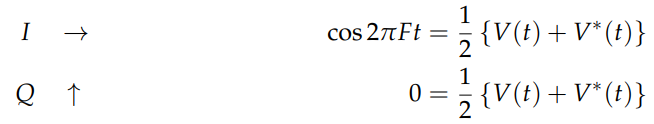 I → cos 2πFt = 1/2 {V(t) + V*(t)}
Q ↑ 0 = 1/2 {V(t) + V*(t)}